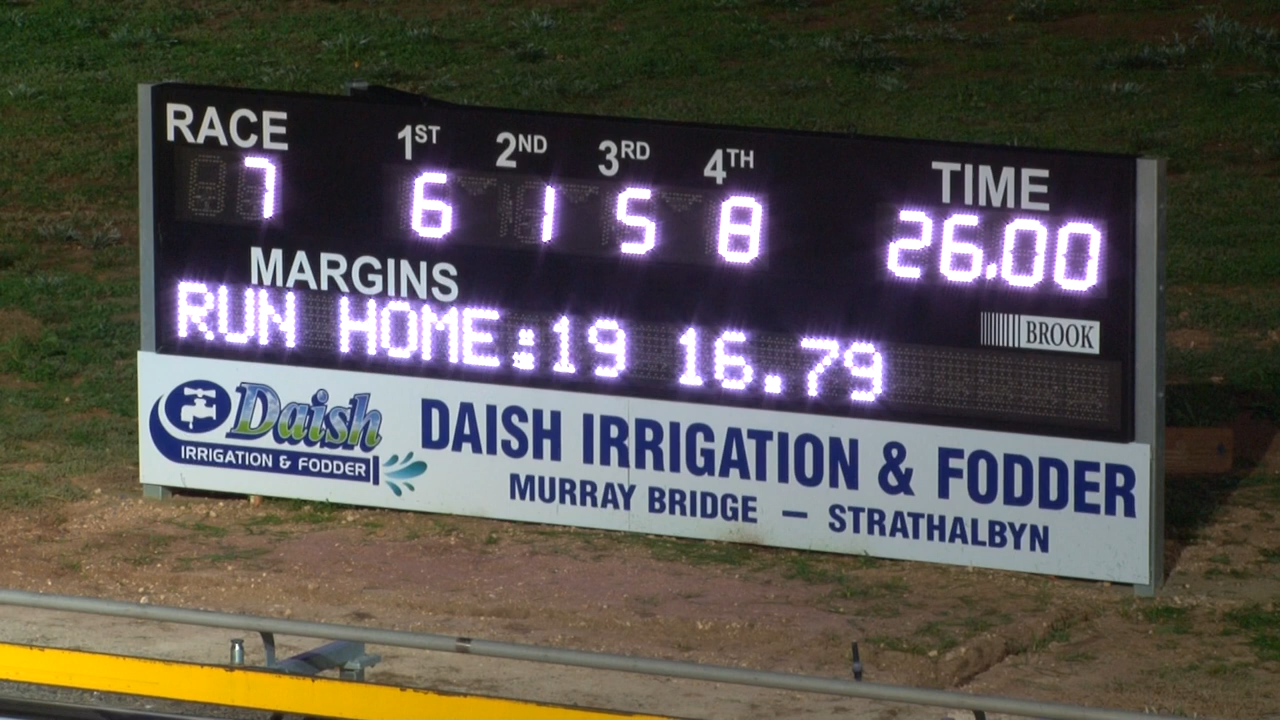 RACE 1ST 2ND 3RD 4TH TIME
7 6 1 5 8 26.00
MARGINS
RUN HOME:19 16.79
BROOK
Daish
IRRIGATION & FODDER
DAISH IRRIGATION & FODDER
MURRAY BRIDGE – STRATHALBYN